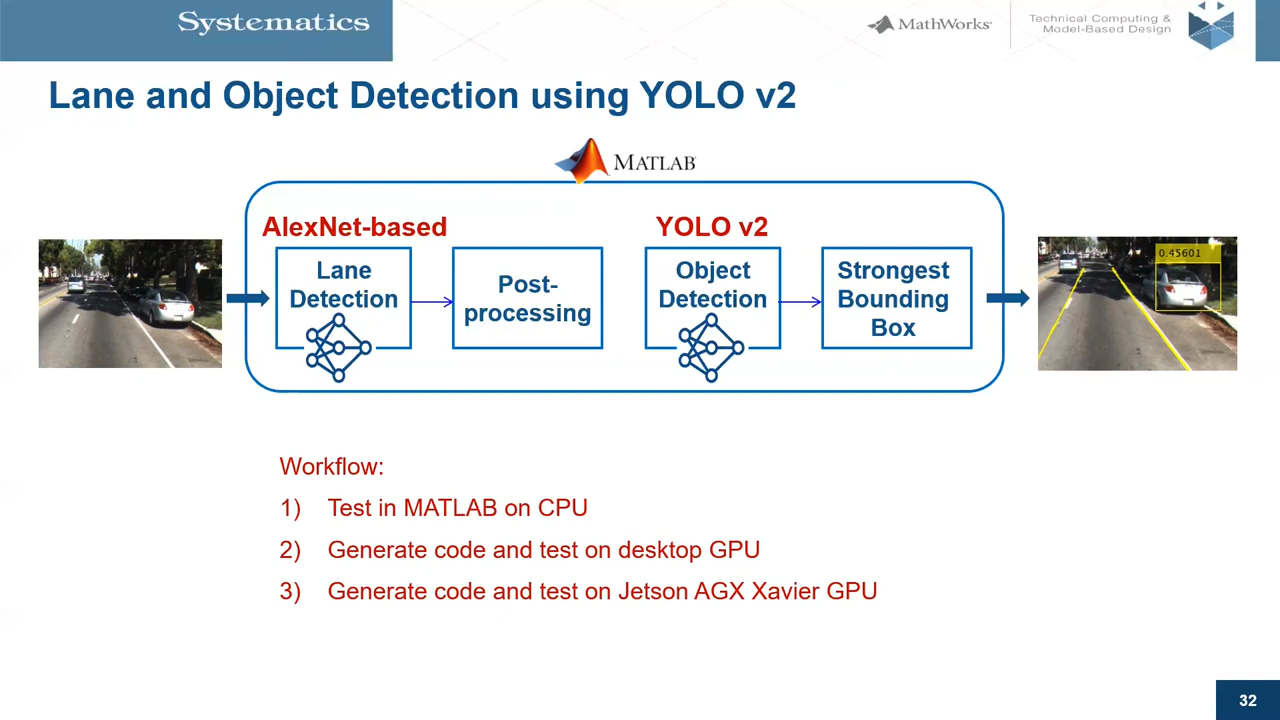 Systematics
MathWorks
Technical Computing &
Model-Based Design
Lane and Object Detection using YOLO v2
MATLAB
AlexNet-based
YOLO v2
Lane
Detection
Post-
processing
Object
Detection
Strongest
Bounding
Box
0.45601
Workflow:
1) Test in MATLAB on CPU
2) Generate code and test on desktop GPU
3) Generate code and test on Jetson AGX Xavier GPU
32